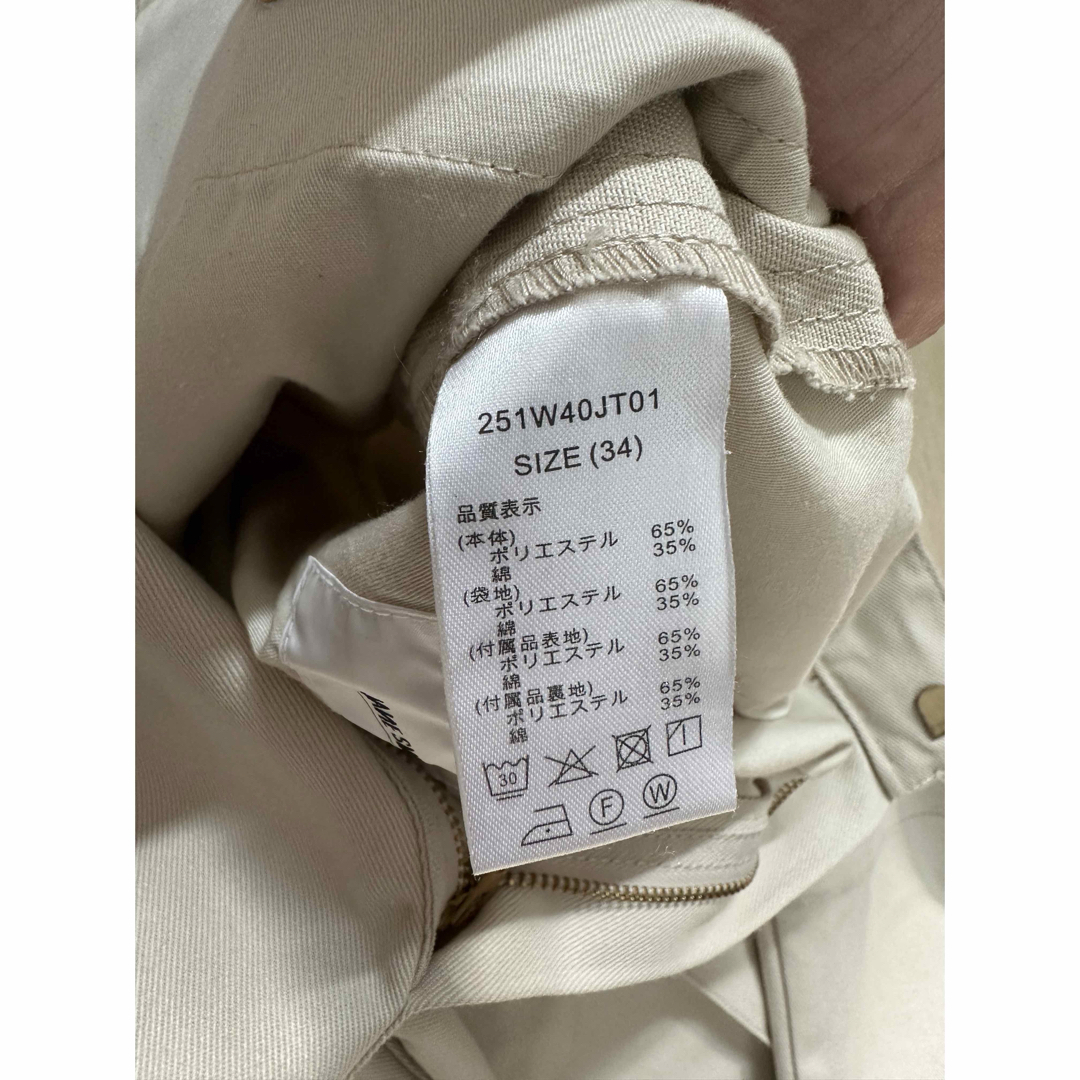 251W40JT01
SIZE (34)
品質表示
(本体)
ポリエステル 65%
綿 35%
(袋地)
ポリエステル 65%
綿 35%
(付属品表地)
ポリエステル 65%
綿 35%
(付属品裏地)
ポリエステル 65%
綿 35%
30
F W